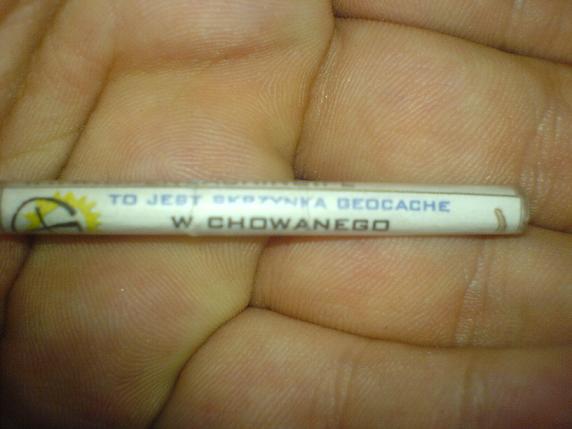 TO JEST SKRZYNKA GEOCACHE
W CHOWANEGO